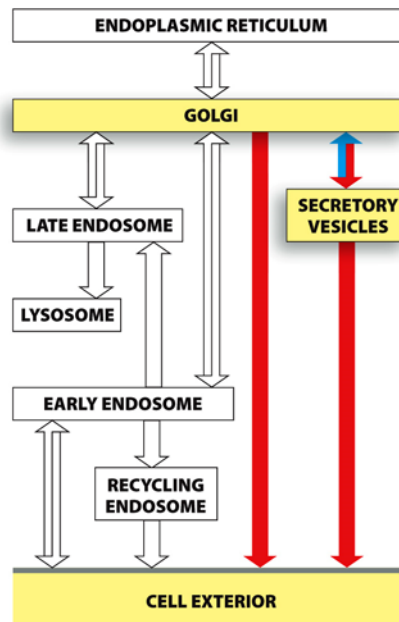 ENDOPLASMIC RETICULUM
GOLGI
SECRETORY
VESICLES
LATE ENDOSOME
LYSOSOME
EARLY ENDOSOME
RECYCLING
ENDOSOME
CELL EXTERIOR